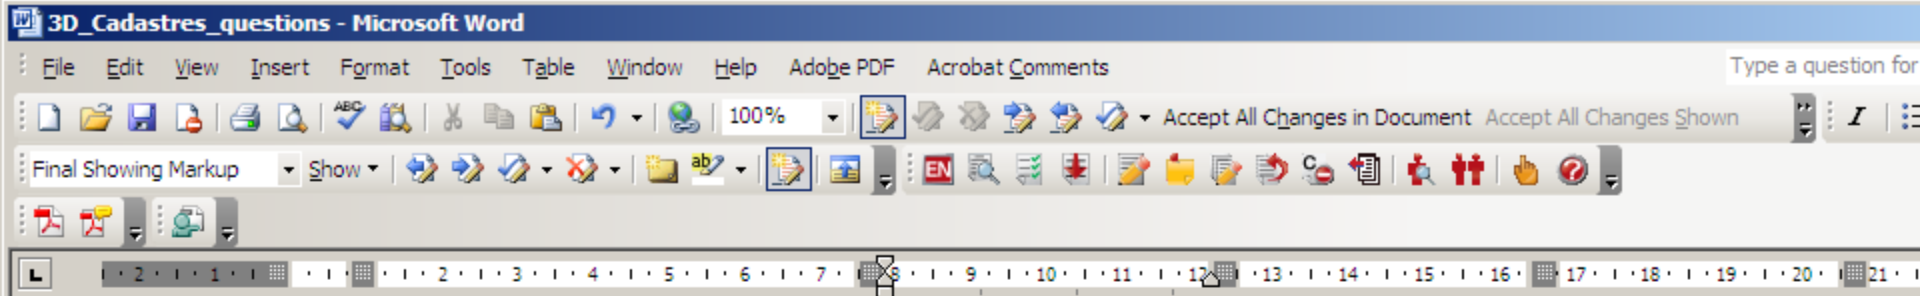 3D_Cadastres_questions - Microsoft Word
File Edit View Insert Format Tools Table Window Help Adobe PDF Acrobat Comments Type a question for
ABC 100% Accept All Changes in Document Accept All Changes Shown I
Final Showing Markup Show ab EN
L 2 1 1 2 3 4 5 6 7 8 9 10 11 12 13 14 15 16 17 18 19 20 21